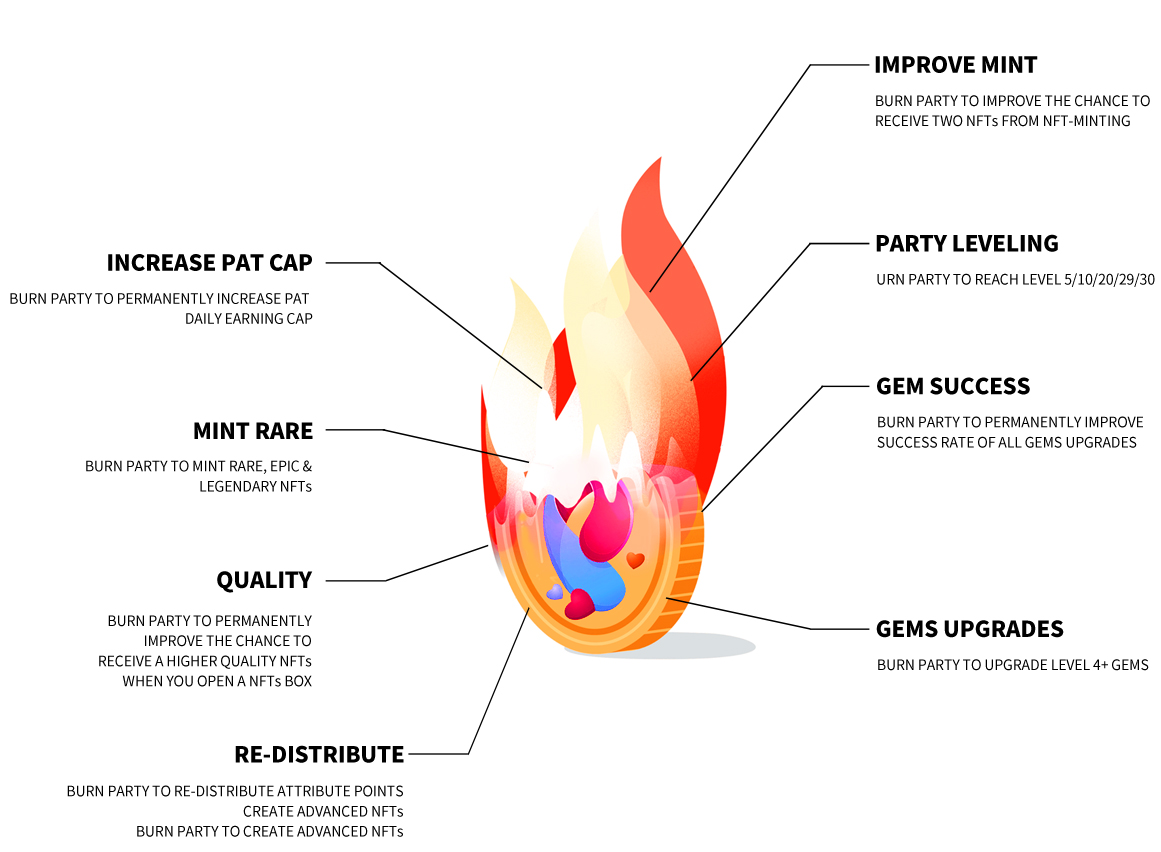 IMPROVE MINT
BURN PARTY TO IMPROVE THE CHANCE TO
RECEIVE TWO NFTs FROM NFT-MINTING
PARTY LEVELING
URN PARTY TO REACH LEVEL 5/10/20/29/30
INCREASE PAT CAP
BURN PARTY TO PERMANENTLY INCREASE PAT
DAILY EARNING CAP
GEM SUCCESS
BURN PARTY TO PERMANENTLY IMPROVE
SUCCESS RATE OF ALL GEMS UPGRADES
MINT RARE
BURN PARTY TO MINT RARE, EPIC &
LEGENDARY NFTs
QUALITY
BURN PARTY TO PERMANENTLY
IMPROVE THE CHANCE TO
RECEIVE A HIGHER QUALITY NFTs
WHEN YOU OPEN A NFTs BOX
GEMS UPGRADES
BURN PARTY TO UPGRADE LEVEL 4+ GEMS
RE-DISTRIBUTE
BURN PARTY TO RE-DISTRIBUTE ATTRIBUTE POINTS
CREATE ADVANCED NFTs
BURN PARTY TO CREATE ADVANCED NFTs